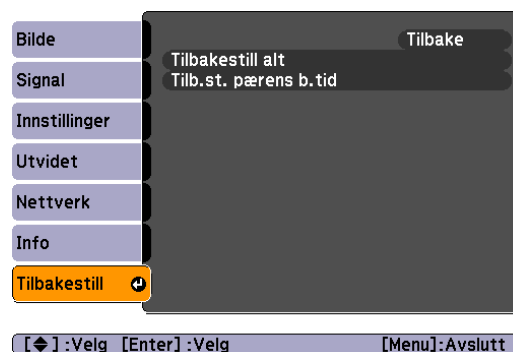 Bilde
Signal
Innstillinger
Utvidet
Nettverk
Info
Tilbakestill
Tilbake
Tilbakestill alt
Tilb.st. pærens b.tid
[◆] :Velg [Enter] :Velg [Menu]:Avslutt